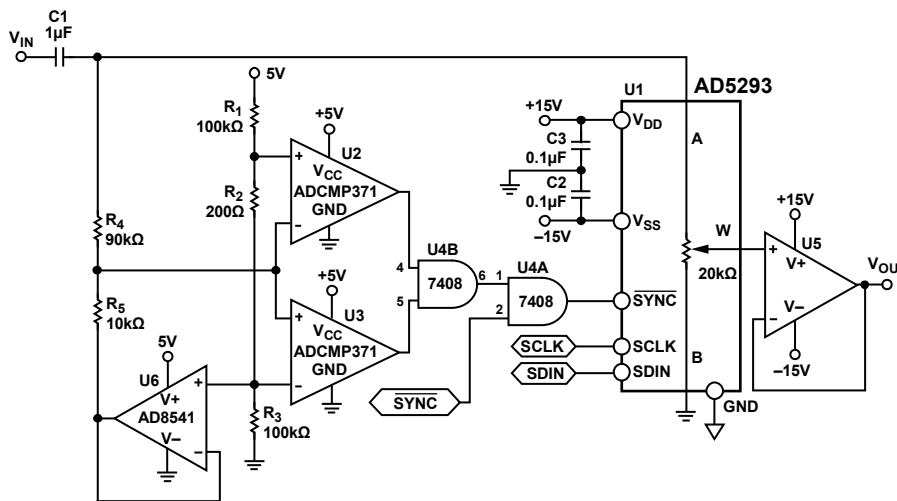 C1
1µF
VIN
5V
U1
AD5293
R1
100kΩ
+5V
U2
+
VCC
ADCMP371
GND
–
R2
200Ω
+15V
VDD
C3
0.1µF
C2
0.1µF
–15V
VSS
A
W
20kΩ
B
+15V
U5
+
V+
V–
–
–15V
VOU
R4
90kΩ
R5
10kΩ
4
U4B
7408
6
5
1
U4A
7408
2
SYNC
SCLK
SCLK
SDIN
SDIN
GND
+5V
U3
+
VCC
ADCMP371
GND
–
SYNC
5V
U6
+
V+
AD8541
V–
–
R3
100kΩ